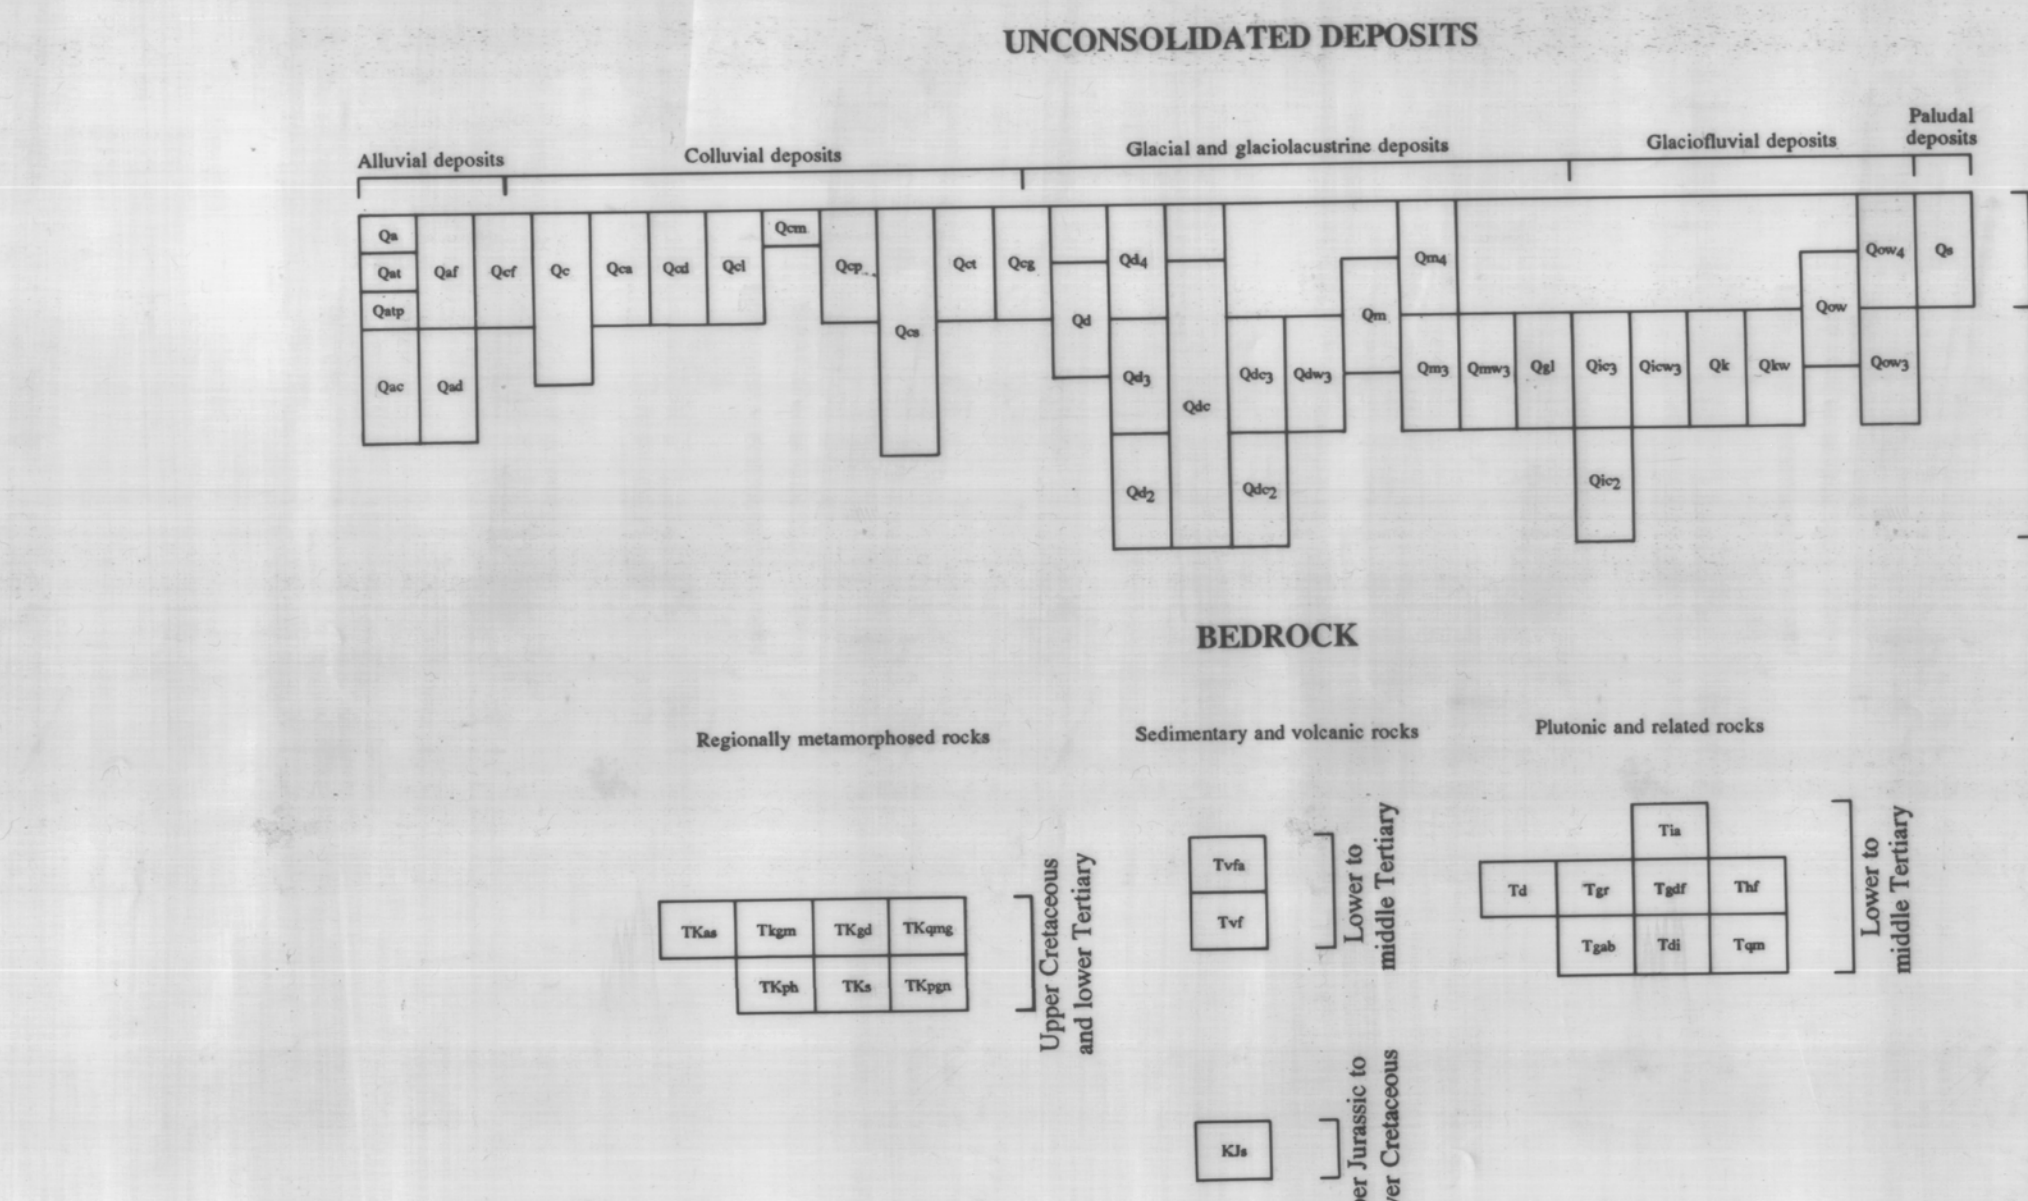 UNCONSOLIDATED DEPOSITS
Paludal
deposits
Alluvial deposits
Colluvial deposits
Glacial and glaciolacustrine deposits
Glaciofluvial deposits
Qa
Qat
Qatp
Qac
Qaf
Qad
Qcf
Qc
Qca
Qcd
Qcl
Qcm
Qcp
Qcs
Qct
Qcg
Qd
Qd4
Qd3
Qd2
Qdc
Qdc3
Qdc2
Qdw3
Qm
Qm4
Qm3
Qmw3
Qgl
Qic3
Qic2
Qicw3
Qk
Qkw
Qow
Qow4
Qow3
Qs
BEDROCK
Regionally metamorphosed rocks
Sedimentary and volcanic rocks
Plutonic and related rocks
TKas Tkgm TKgd TKqmg
TKph TKs TKpgn
Upper Cretaceous
and lower Tertiary
Tvfa
Tvf
Lower to
middle Tertiary
Tia
Td Tgr Tgdf Thf
Tgab Tdi Tqm
Lower to
middle Tertiary
KJs
Jurassic to
Cretaceous